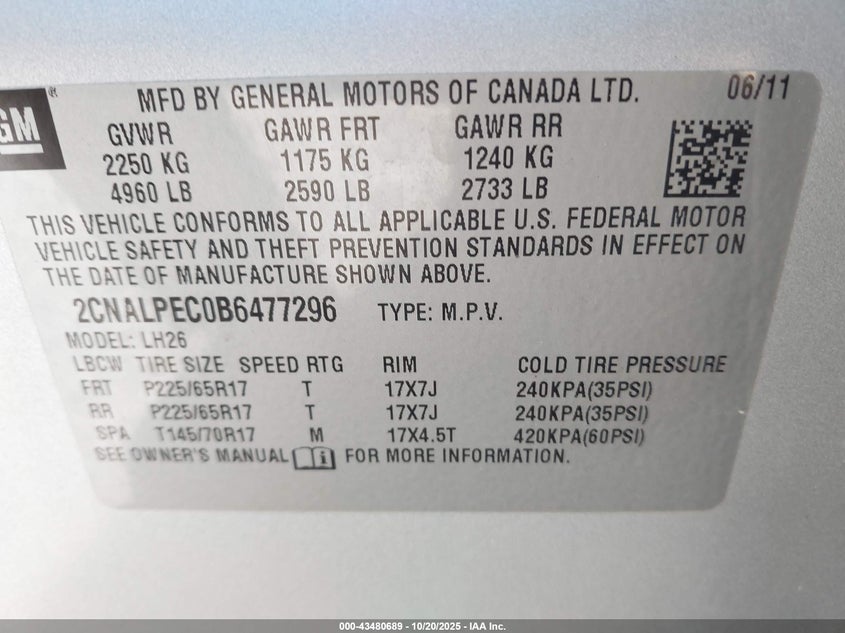 GM®
MFD BY GENERAL MOTORS OF CANADA LTD. 06/11
GVWR GAWR FRT GAWR RR
2250 KG 1175 KG 1240 KG
4960 LB 2590 LB 2733 LB
THIS VEHICLE CONFORMS TO ALL APPLICABLE U.S. FEDERAL MOTOR
VEHICLE SAFETY AND THEFT PREVENTION STANDARDS IN EFFECT ON
THE DATE OF MANUFACTURE SHOWN ABOVE.
2CNALPEC0B6477296 TYPE: M.P.V.
MODEL: LH26
LBCW TIRE SIZE SPEED RTG RIM COLD TIRE PRESSURE
FRT P225/65R17 T 17X7J 240KPA(35PSI)
RR P225/65R17 T 17X7J 240KPA(35PSI)
SPA T145/70R17 M 17X4.5T 420KPA(60PSI)
SEE OWNER'S MANUAL FOR MORE INFORMATION.
000-43480689 - 10/20/2025 - IAA Inc.